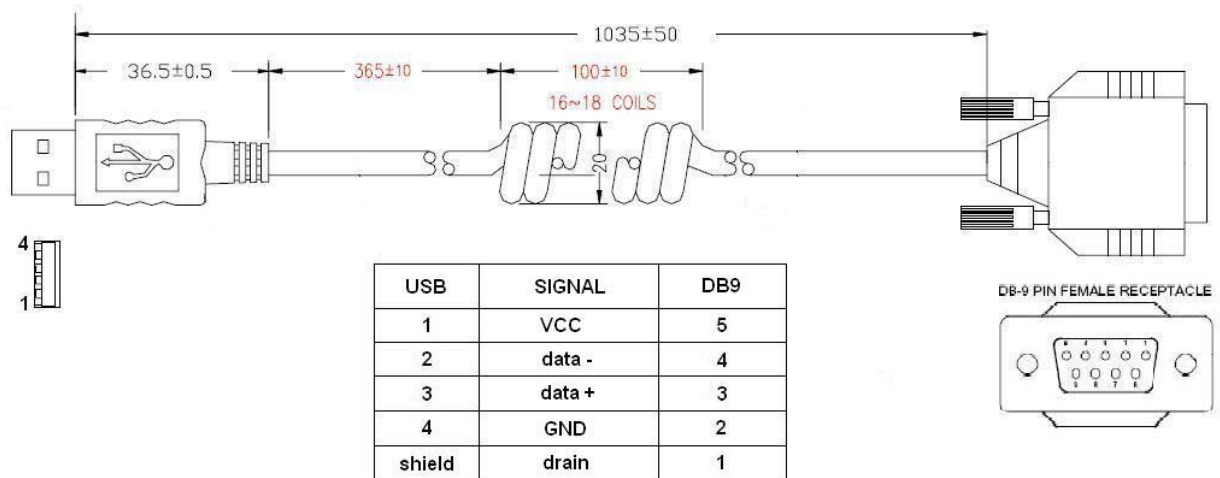 1035±50
36.5±0.5
365±10
100±10
16~18 COILS
20
4
1
USB SIGNAL DB9
1 VCC 5
2 data - 4
3 data + 3
4 GND 2
shield drain 1
DB-9 PIN FEMALE RECEPTACLE